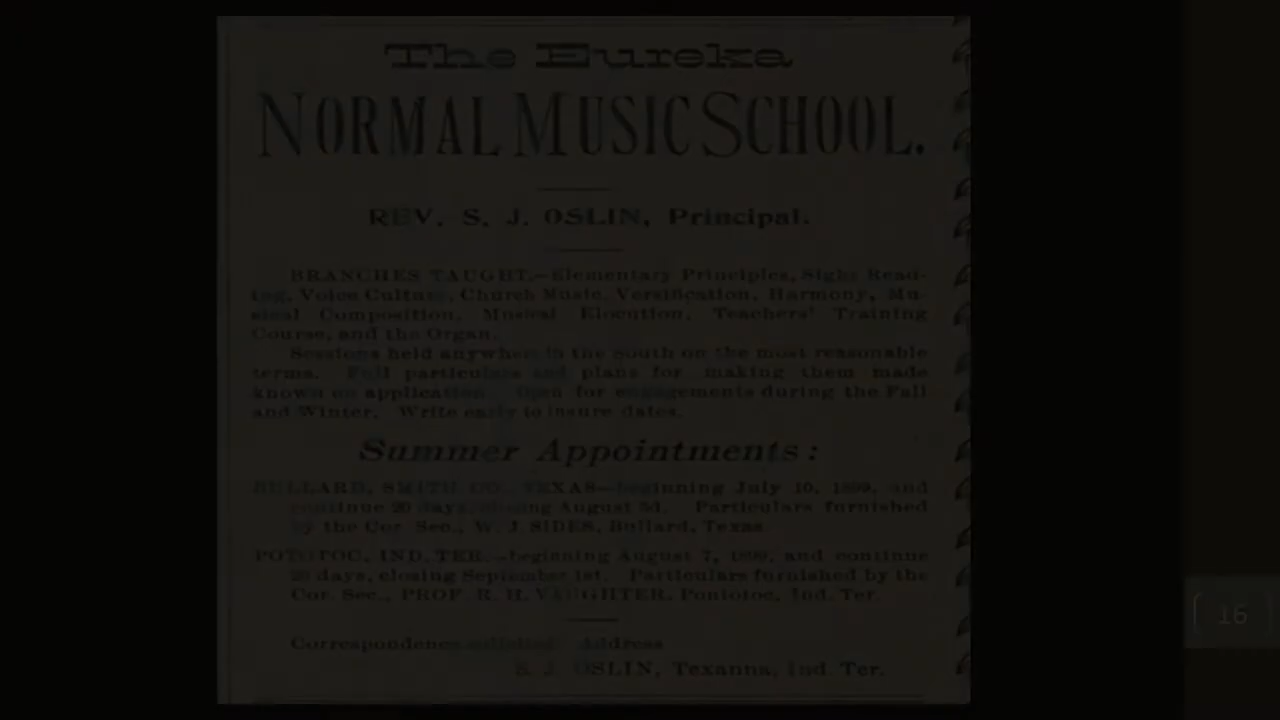 The Eureka
NORMAL MUSIC SCHOOL.
REV. S. J. OSLIN, Principal.
BRANCHES TAUGHT.—Elementary Principles, Sight Read-
ing, Voice Culture, Church Music, Versification, Harmony, Mu-
sical Composition, Musical Elocution, Teachers' Training
Course, and the Organ.
Sessions held anywhere in the South on the most reasonable
terms. Full particulars and plans for making them made
known on application. Open for engagements during the Fall
and Winter. Write early to insure dates.
Summer Appointments:
BULLARD, SMITH CO., TEXAS—beginning July 10, 1899, and
continue 20 days, closing August 3d. Particulars furnished
by the Cor. Sec., W. J. SIDES, Bullard, Texas
IND. TER.—beginning August 7, 1899, and continue
20 days, closing September 1st. Particulars furnished by the
Cor. Sec., PROF. R. H. VAUGHTER, Pontotoc, Ind. Ter.
Correspondence solicited. Address
S. J. OSLIN, Texanna, Ind. Ter.
16